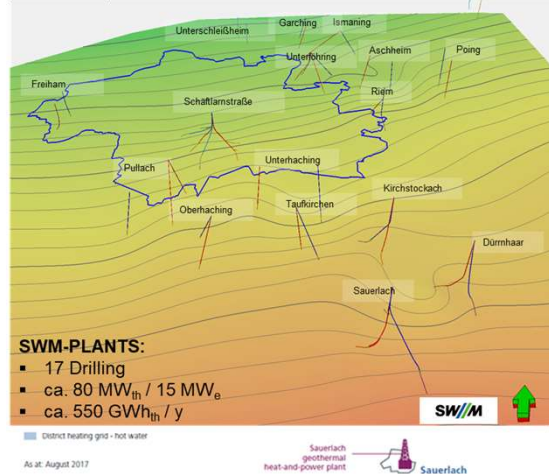 Garching
Ismaning
Unterschleißheim
Unterföhring
Aschheim
Poing
Freiham
Riem
Schäftlarnstraße
Pullach
Unterhaching
Kirchstockach
Oberhaching
Taufkirchen
Dürrnhaar
Sauerlach
SWM-PLANTS:
▪ 17 Drilling
▪ ca. 80 MWth / 15 MWe
▪ ca. 550 GWhth / y
SW//M
District heating grid - hot water
Sauerlach
geothermal
heat-and-power plant
Sauerlach
As at: August 2017